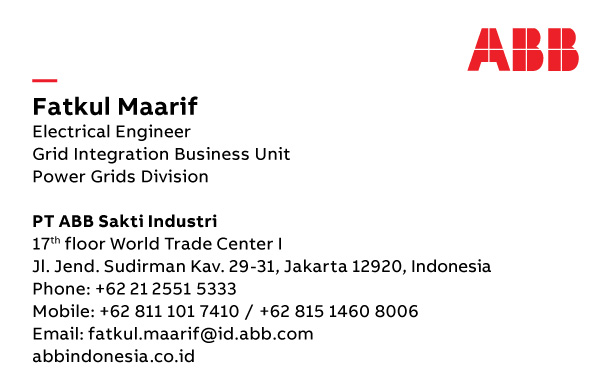 ABB
Fatkul Maarif
Electrical Engineer
Grid Integration Business Unit
Power Grids Division
PT ABB Sakti Industri
17th floor World Trade Center I
Jl. Jend. Sudirman Kav. 29-31, Jakarta 12920, Indonesia
Phone: +62 21 2551 5333
Mobile: +62 811 101 7410 / +62 815 1460 8006
Email: fatkul.maarif@id.abb.com
abbindonesia.co.id